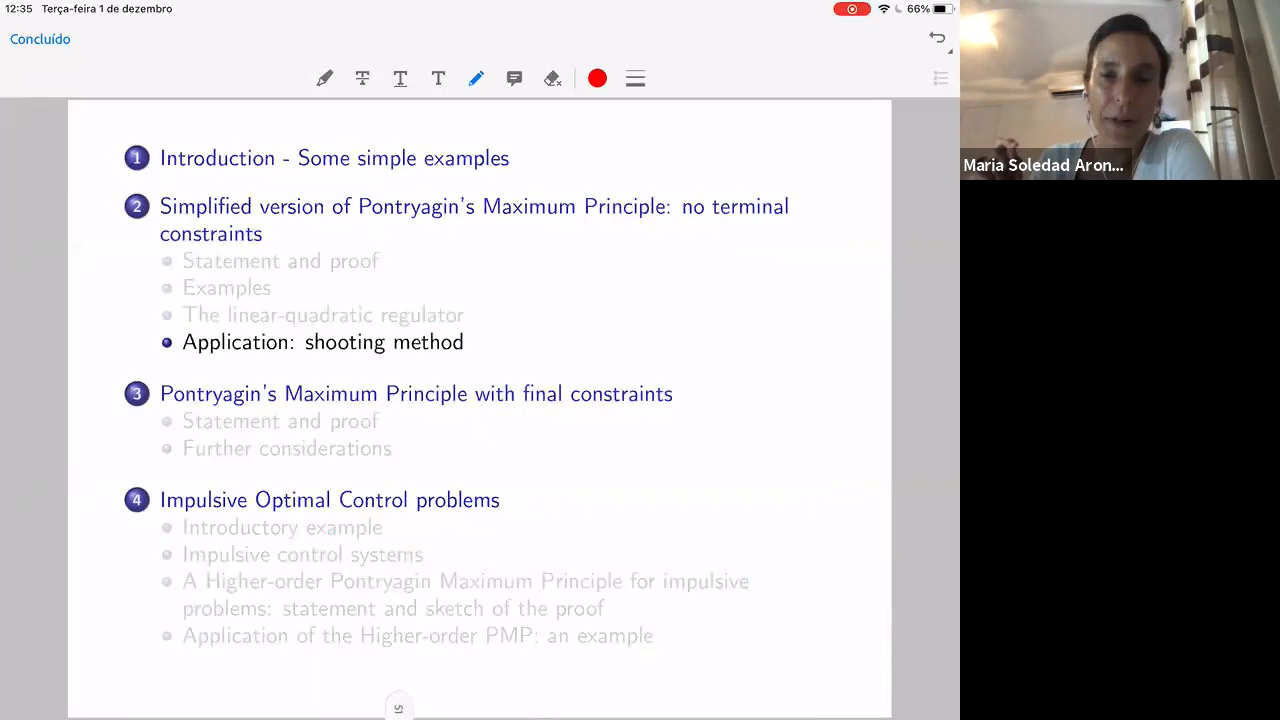 12:35 Terça-feira 1 de dezembro
66%
Concluído
T T T
Maria Soledad Aron...
1 Introduction - Some simple examples
2 Simplified version of Pontryagin's Maximum Principle: no terminal
constraints
Statement and proof
Examples
The linear-quadratic regulator
Application: shooting method
3 Pontryagin's Maximum Principle with final constraints
Statement and proof
Further considerations
4 Impulsive Optimal Control problems
Introductory example
Impulsive control systems
A Higher-order Pontryagin Maximum Principle for impulsive
problems: statement and sketch of the proof
Application of the Higher-order PMP: an example
51